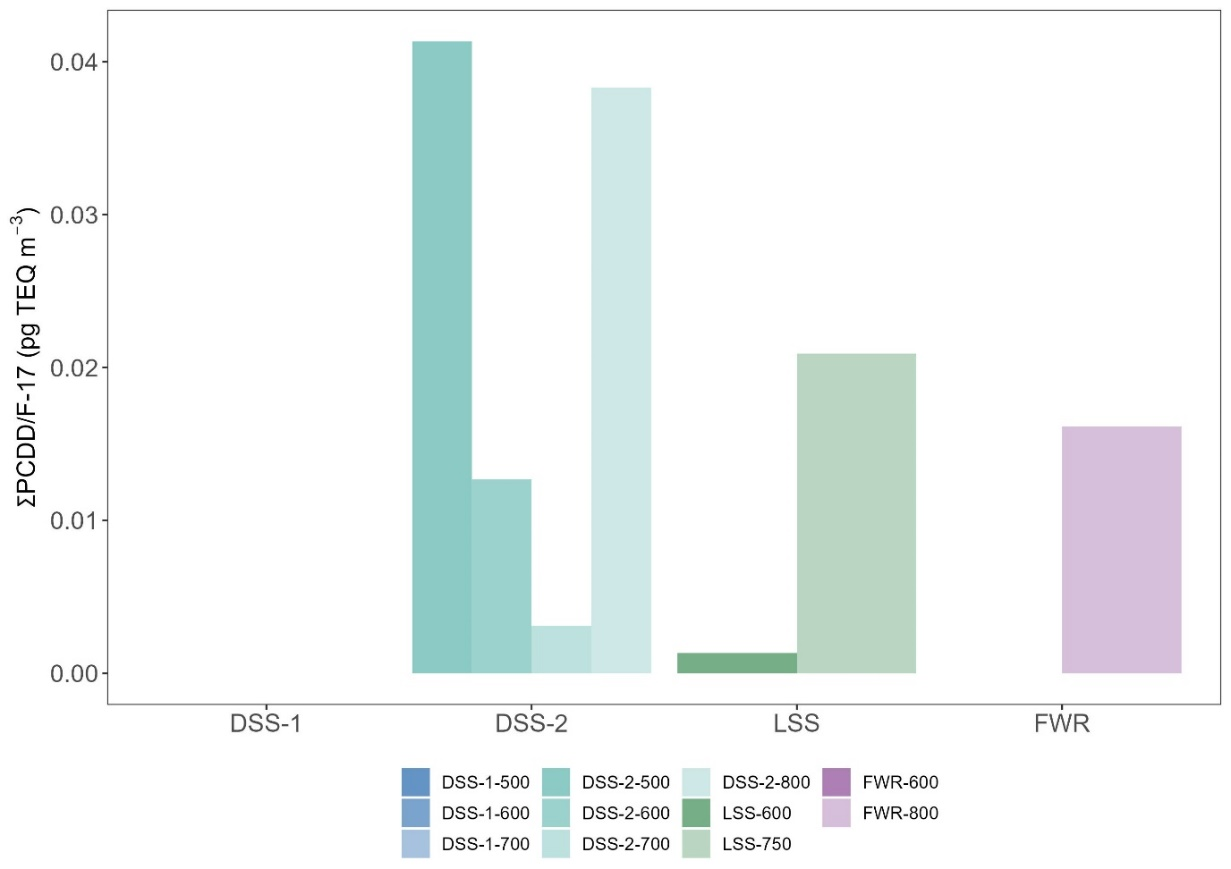 ΣPCDD/F-17 (pg TEQ m⁻³)
0.04
0.03
0.02
0.01
0.00
DSS-1 DSS-2 LSS FWR
DSS-1-500 DSS-2-500 DSS-2-800 FWR-600
DSS-1-600 DSS-2-600 LSS-600 FWR-800
DSS-1-700 DSS-2-700 LSS-750